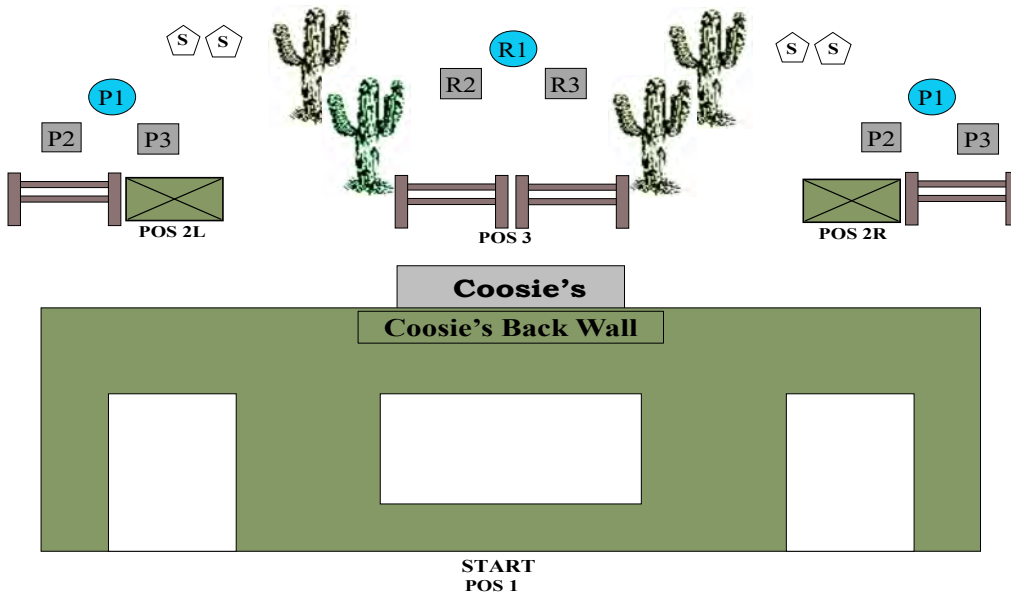 S S
R1
S S
R2 R3
P1
P1
P2 P3
P2 P3
POS 2L
POS 3
POS 2R
Coosie's
Coosie's Back Wall
START
POS 1